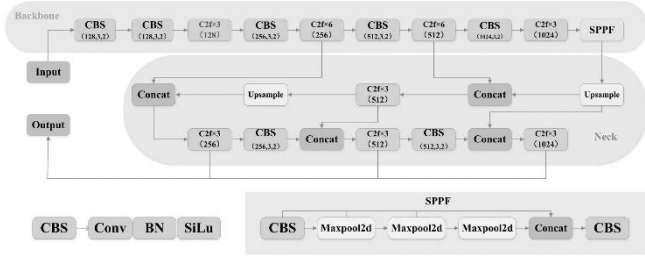 Backbone
CBS
(128,3,2)
CBS
(128,3,2)
C2f×3
(128)
CBS
(256,3,2)
C2f×6
(256)
CBS
(512,3,2)
C2f×6
(512)
CBS
(1024,3,2)
C2f×3
(1024)
SPPF
Input
Concat
Upsample
C2f×3
(512)
Concat
Upsample
Output
C2f×3
(256)
CBS
(256,3,2)
Concat
C2f×3
(512)
CBS
(512,3,2)
Concat
C2f×3
(1024)
Neck
SPPF
CBS
Conv
BN
SiLu
CBS
Maxpool2d
Maxpool2d
Maxpool2d
Concat
CBS